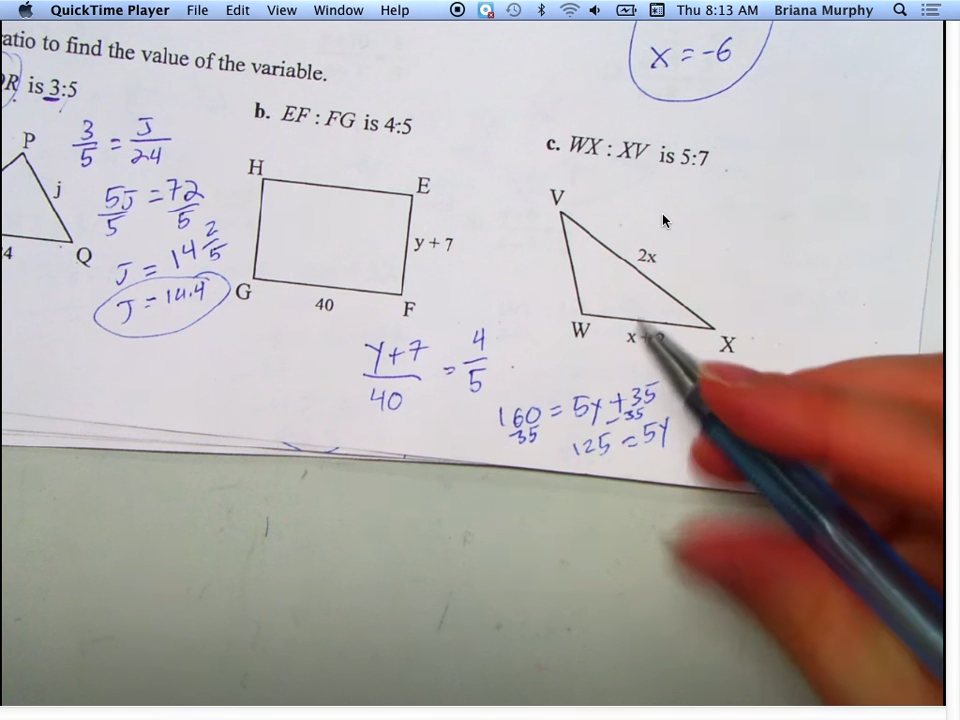 QuickTime Player File Edit View Window Help Thu 8:13 AM Briana Murphy
x = -6
ratio to find the value of the variable.
is 3:5
P
j
Q
4
3/5 = J/24
5J/5 = 72/5
J = 14 2/5
J = 14.4
b. EF : FG is 4:5
H
E
y + 7
G
40
F
y+7/40 = 4/5
160 = 5y + 35
-35 -35
125 = 5y
c. WX : XV is 5:7
V
2x
W
X